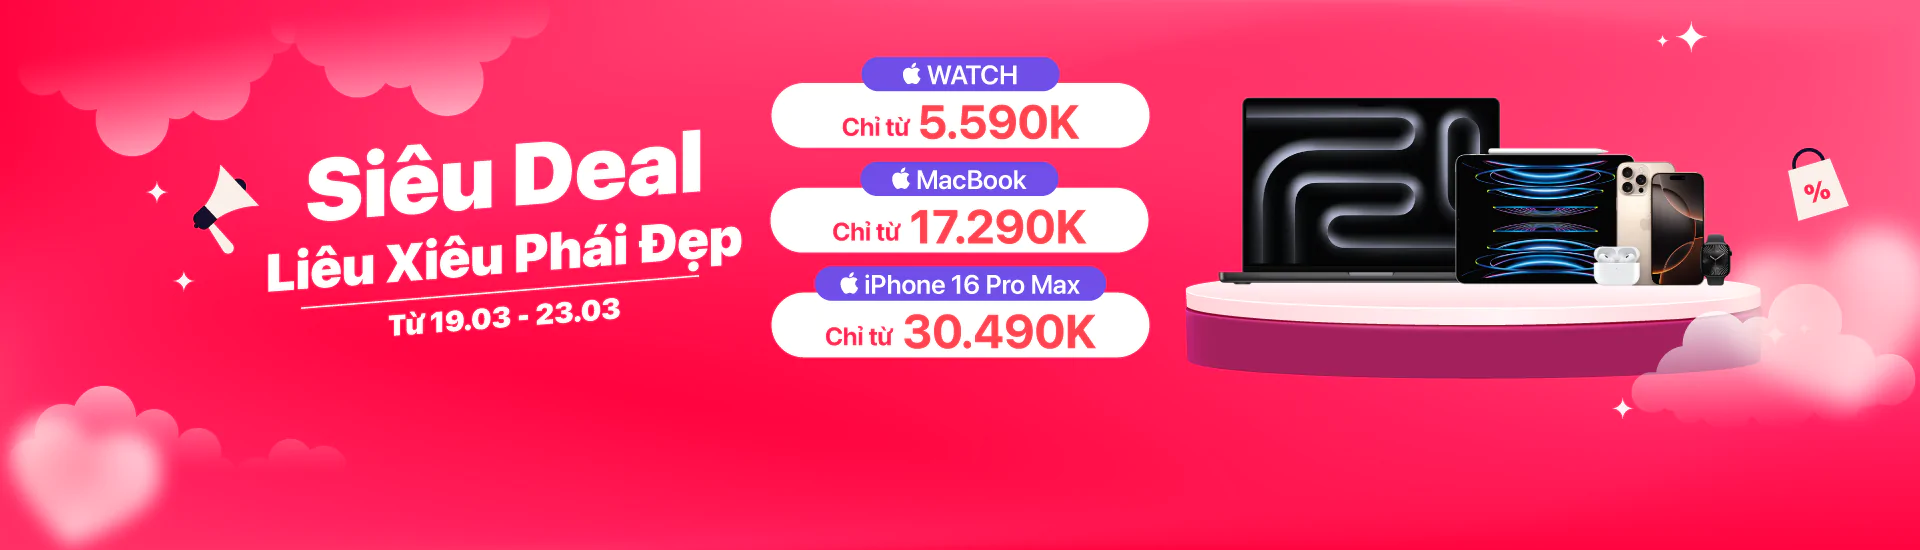 Siêu Deal
Liêu Xiêu Phái Đẹp
Từ 19.03 - 23.03
WATCH
Chỉ từ 5.590K
MacBook
Chỉ từ 17.290K
iPhone 16 Pro Max
Chỉ từ 30.490K
%